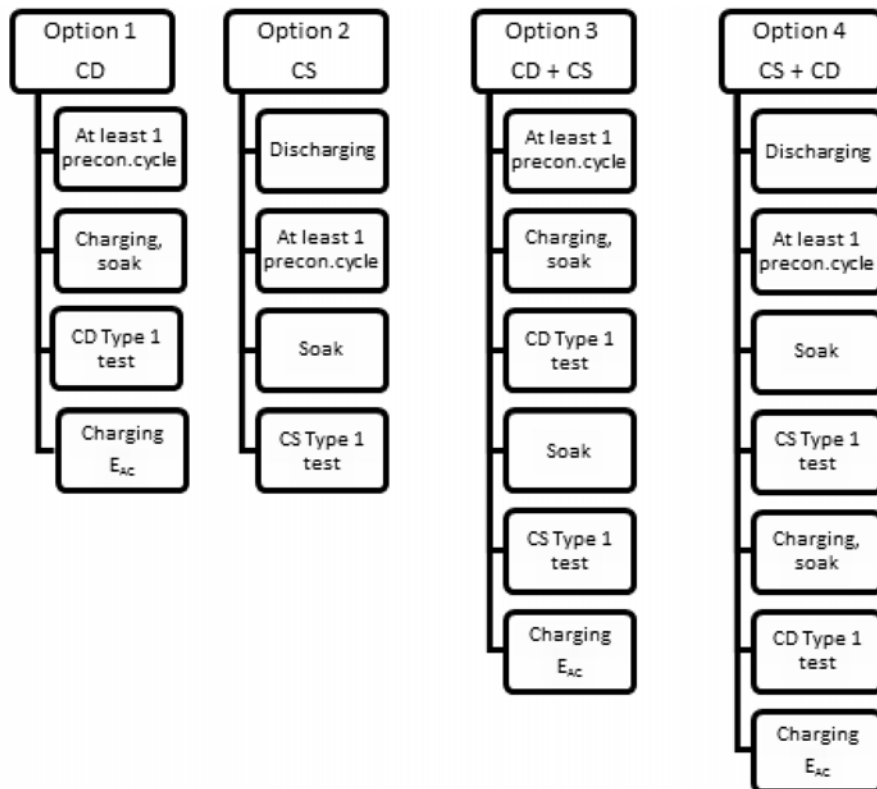 Option 1
CD
At least 1
precon.cycle
Charging,
soak
CD Type 1
test
Charging
EAC
Option 2
CS
Discharging
At least 1
precon.cycle
Soak
CS Type 1
test
Option 3
CD + CS
At least 1
precon.cycle
Charging,
soak
CD Type 1
test
Soak
CS Type 1
test
Charging
EAC
Option 4
CS + CD
Discharging
At least 1
precon.cycle
Soak
CS Type 1
test
Charging,
soak
CD Type 1
test
Charging
EAC